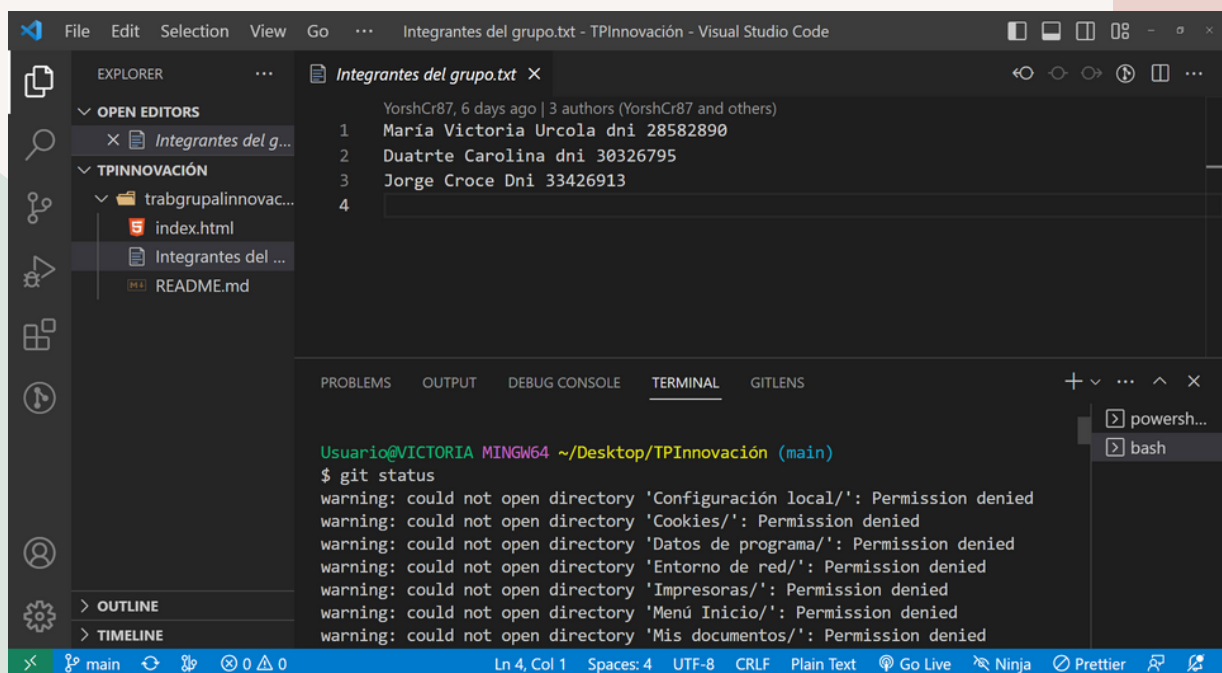 File Edit Selection View Go ··· Integrantes del grupo.txt - TPInnovación - Visual Studio Code
EXPLORER ···
Integrantes del grupo.txt
OPEN EDITORS
Integrantes del g...
TPINNOVACIÓN
trabgrupalinnovac...
index.html
Integrantes del ...
README.md
YorshCr87, 6 days ago | 3 authors (YorshCr87 and others)
1 María Victoria Urcola dni 28582890
2 Duatrte Carolina dni 30326795
3 Jorge Croce Dni 33426913
4
PROBLEMS OUTPUT DEBUG CONSOLE TERMINAL GITLENS
powersh...
bash
Usuario@VICTORIA MINGW64 ~/Desktop/TPInnovación (main)
$ git status
warning: could not open directory 'Configuración local/': Permission denied
warning: could not open directory 'Cookies/': Permission denied
warning: could not open directory 'Datos de programa/': Permission denied
warning: could not open directory 'Entorno de red/': Permission denied
warning: could not open directory 'Impresoras/': Permission denied
warning: could not open directory 'Menú Inicio/': Permission denied
warning: could not open directory 'Mis documentos/': Permission denied
OUTLINE
TIMELINE
main 0 0 Ln 4, Col 1 Spaces: 4 UTF-8 CRLF Plain Text Go Live Ninja Prettier